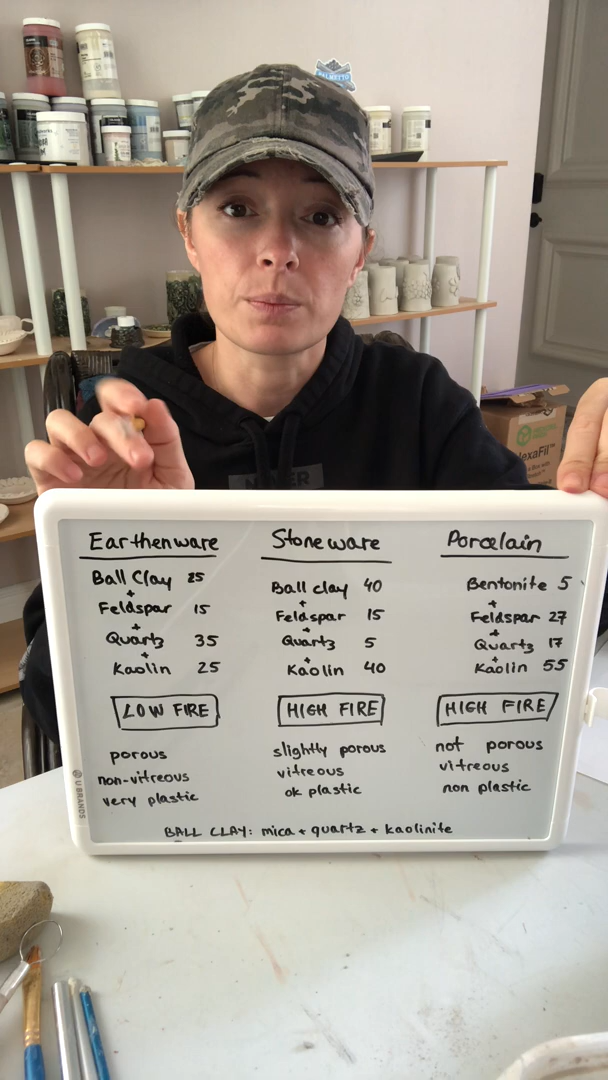 PALMETTO
HexaFil™
Earthenware
Ball Clay 25
+
Feldspar 15
+
Quartz 35
+
Kaolin 25
LOW FIRE
porous
non-vitreous
very plastic
Stoneware
Ball clay 40
+
Feldspar 15
+
Quartz 5
+
Kaolin 40
HIGH FIRE
slightly porous
vitreous
ok plastic
Porcelain
Bentonite 5
+
Feldspar 27
+
Quartz 17
+
Kaolin 55
HIGH FIRE
not porous
vitreous
non plastic
BALL CLAY: mica + quartz + kaolinite
U BRANDS